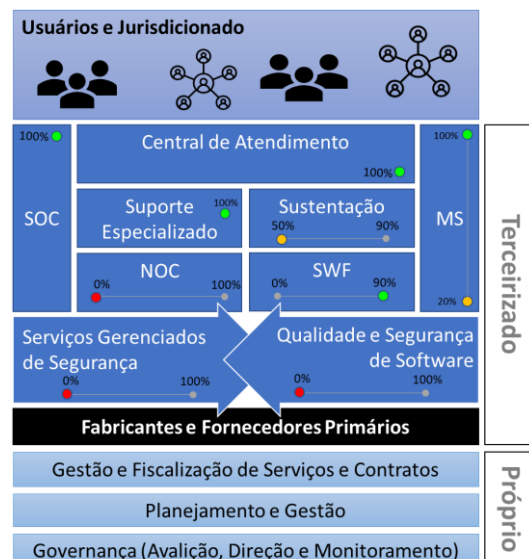 Usuários e Jurisdicionado
100%
Central de Atendimento
100%
100%
SOC
Suporte
Especializado
100%
Sustentação
50%
90%
MS
20%
NOC
0%
100%
SWF
0%
90%
Serviços Gerenciados
de Segurança
0%
100%
Qualidade e Segurança
de Software
0%
100%
Fabricantes e Fornecedores Primários
Terceirizado
Gestão e Fiscalização de Serviços e Contratos
Planejamento e Gestão
Governança (Avalição, Direção e Monitoramento)
Próprio